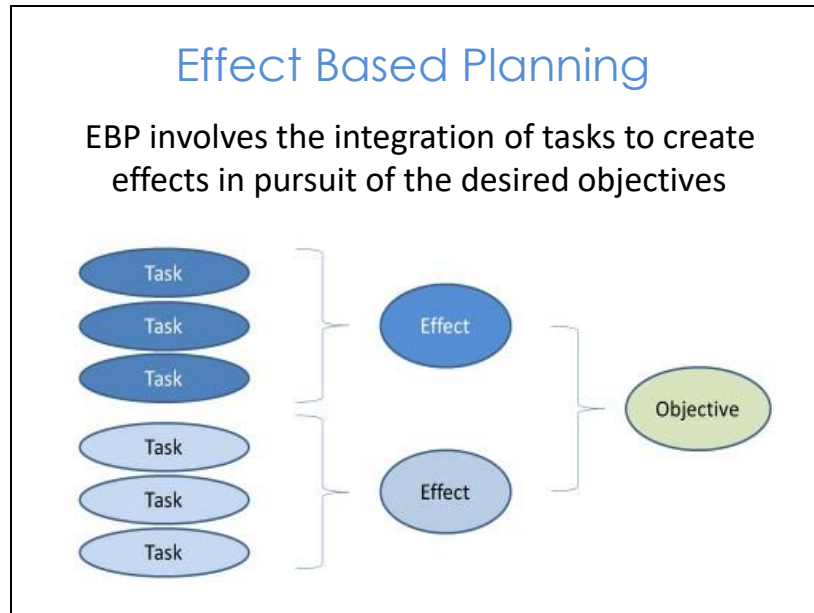 Effect Based Planning
EBP involves the integration of tasks to create
effects in pursuit of the desired objectives
Task
Task
Task
Effect
Task
Task
Task
Effect
Objective